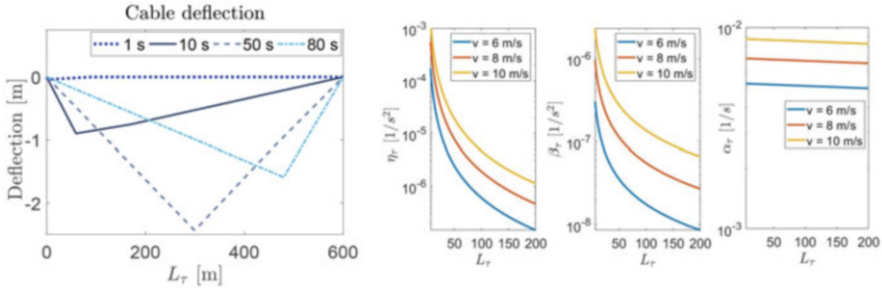 Cable deflection
1 s 10 s 50 s 80 s
0
-1
-2
Deflection [m]
0 200 400 600
L_τ [m]
10^-3
10^-4
10^-5
10^-6
η_τ [1/s^2]
v = 6 m/s
v = 8 m/s
v = 10 m/s
50 100 150 200
L_τ
10^-6
10^-7
10^-8
β_τ [1/s^2]
v = 6 m/s
v = 8 m/s
v = 10 m/s
50 100 150 200
L_τ
10^-2
10^-3
α_τ [1/s]
v = 6 m/s
v = 8 m/s
v = 10 m/s
50 100 150 200
L_τ